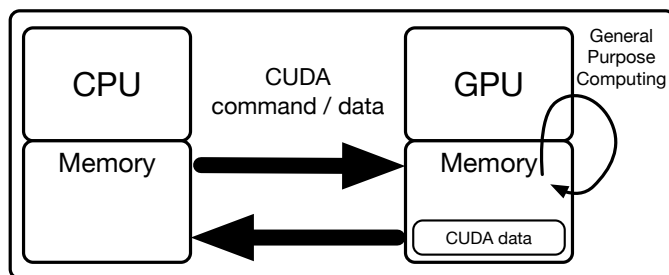 CPU
Memory
CUDA
command / data
GPU
Memory
CUDA data
General
Purpose
Computing